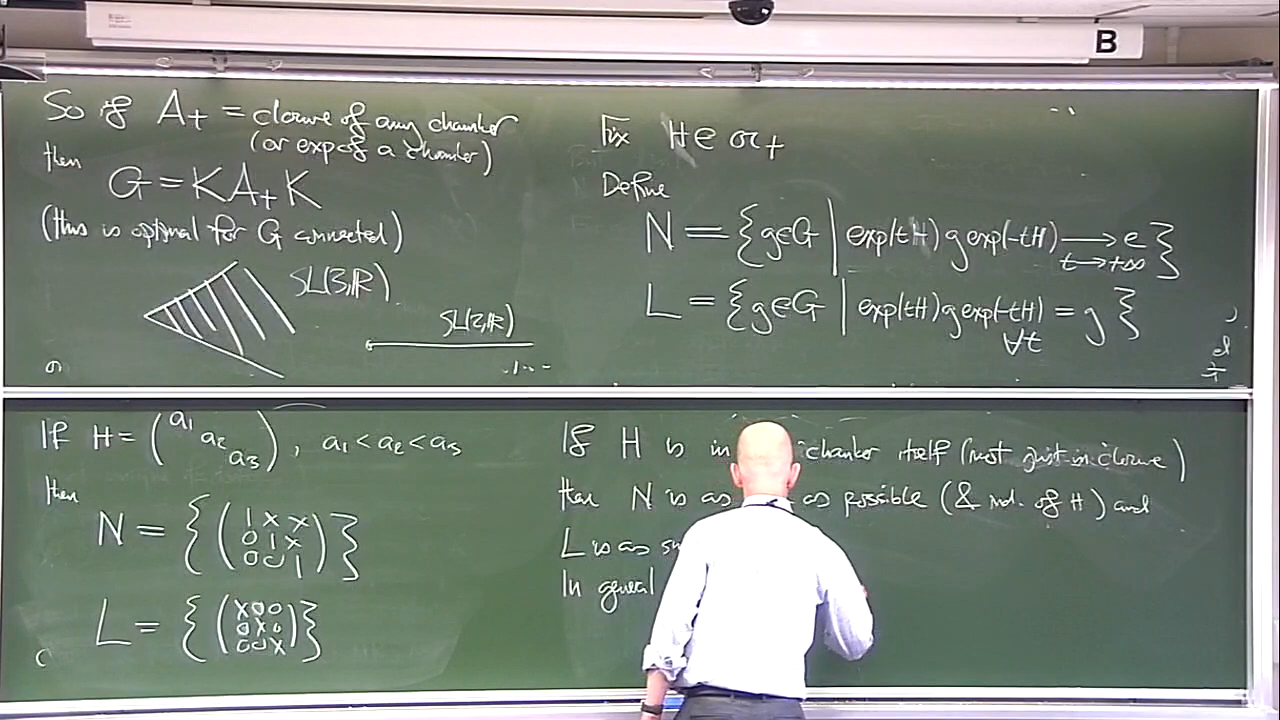 B
So if A₊ = closure of any chamber
(or exp of a chamber)
then
G = KA₊K
(this is optimal for G connected)
SL(3,ℝ)
SL(2,ℝ)
Fix H ∈ 𝔞₊
Define
N = {g∈G | exp(tH) g exp(-tH) ⟶ e }
t→+∞
L = {g∈G | exp(tH) g exp(-tH) = g }
∀t
If H = (a₁ a₂ a₃), a₁ < a₂ < a₃
then
N = { (1 x x
0 1 x
0 0 1) }
L = { (x 0 0
0 x 0
0 0 x) }
If H is in chamber itself (not just in closure)
then N is as as possible (& ind. of H) and
L is as
In general